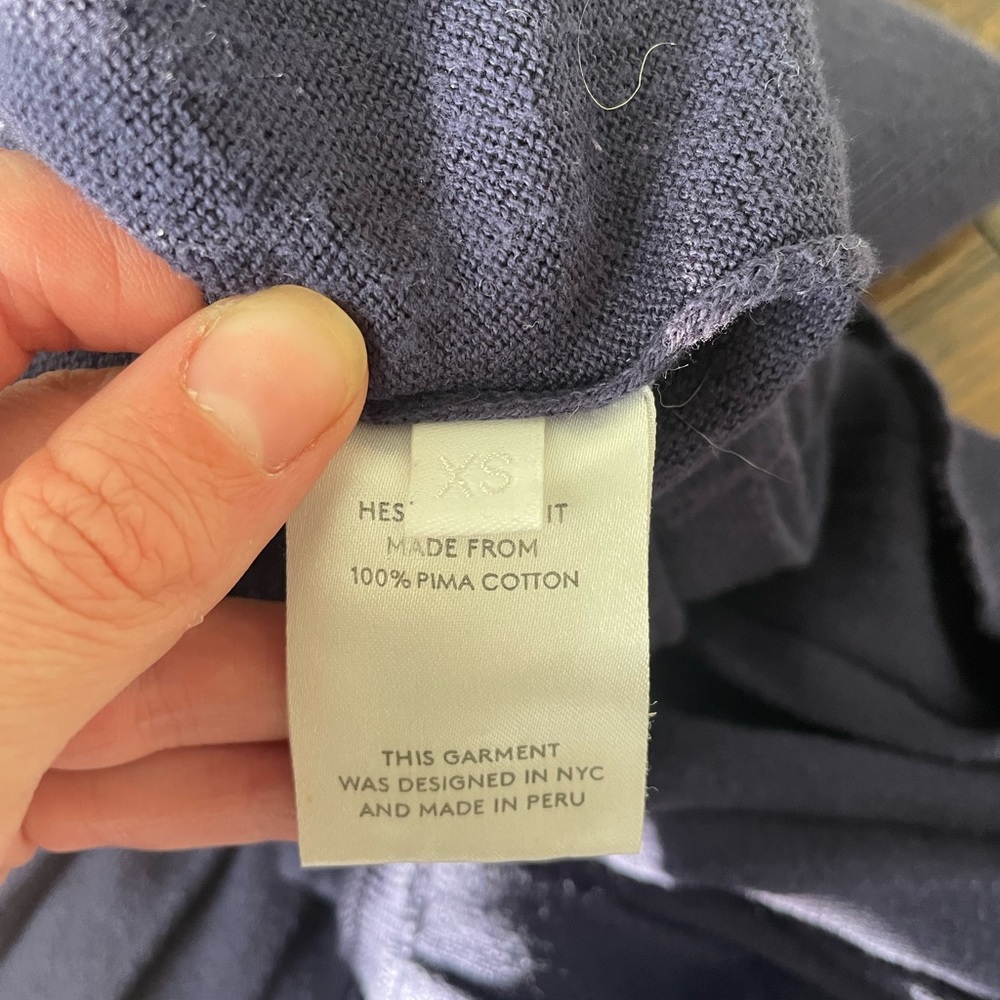 XS
MADE FROM
100% PIMA COTTON
THIS GARMENT
WAS DESIGNED IN NYC
AND MADE IN PERU